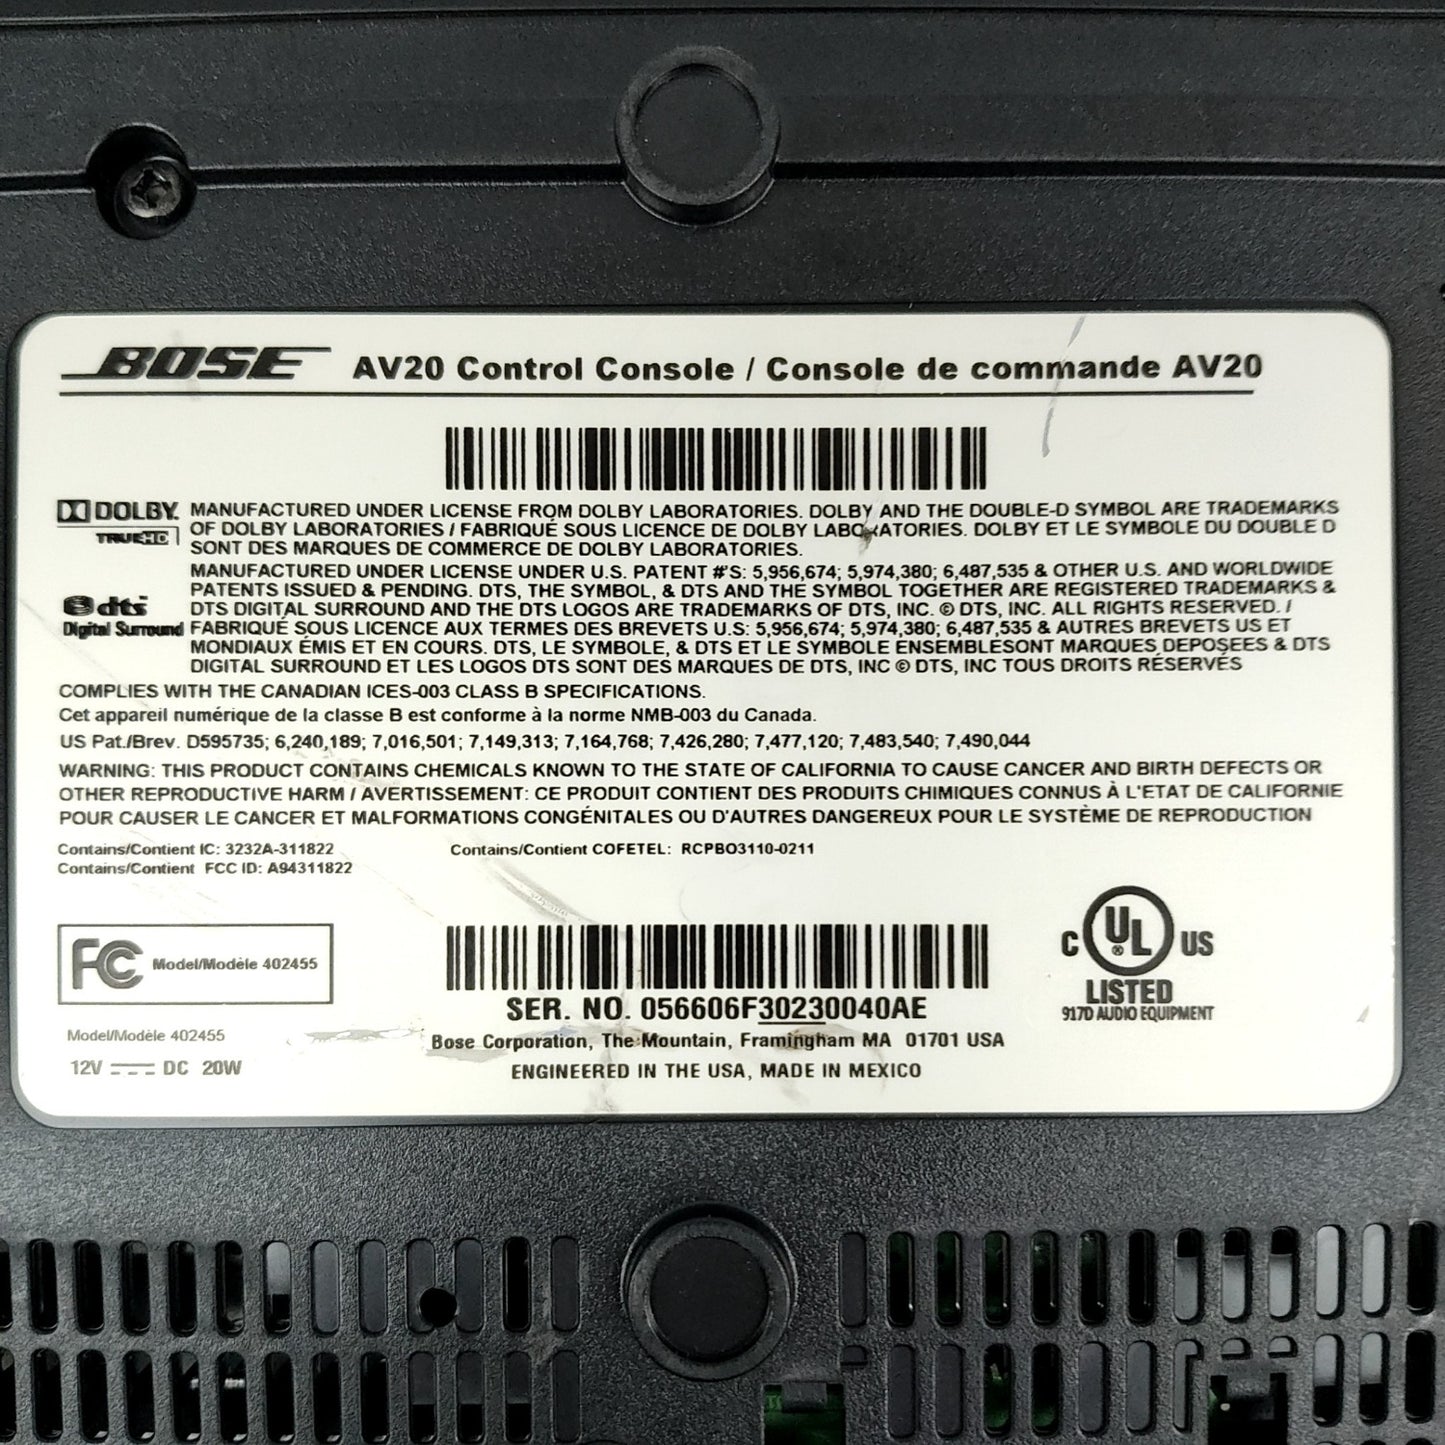 BOSE AV20 Control Console / Console de commande AV20
DOLBY. MANUFACTURED UNDER LICENSE FROM DOLBY LABORATORIES. DOLBY AND THE DOUBLE-D SYMBOL ARE TRADEMARKS
TRUEHD OF DOLBY LABORATORIES / FABRIQUÉ SOUS LICENCE DE DOLBY LABORATORIES. DOLBY ET LE SYMBOLE DU DOUBLE D
SONT DES MARQUES DE COMMERCE DE DOLBY LABORATORIES.
MANUFACTURED UNDER LICENSE UNDER U.S. PATENT #'S: 5,956,674; 5,974,380; 6,487,535 & OTHER U.S. AND WORLDWIDE
PATENTS ISSUED & PENDING. DTS, THE SYMBOL, & DTS AND THE SYMBOL TOGETHER ARE REGISTERED TRADEMARKS &
dts DTS DIGITAL SURROUND AND THE DTS LOGOS ARE TRADEMARKS OF DTS, INC. © DTS, INC. ALL RIGHTS RESERVED. /
Digital Surround FABRIQUÉ SOUS LICENCE AUX TERMES DES BREVETS U.S: 5,956,674; 5,974,380; 6,487,535 & AUTRES BREVETS US ET
MONDIAUX ÉMIS ET EN COURS. DTS, LE SYMBOLE, & DTS ET LE SYMBOLE ENSEMBLESONT MARQUES DEPOSÉES & DTS
DIGITAL SURROUND ET LES LOGOS DTS SONT DES MARQUES DE DTS, INC © DTS, INC TOUS DROITS RÉSERVÉS
COMPLIES WITH THE CANADIAN ICES-003 CLASS B SPECIFICATIONS.
Cet appareil numérique de la classe B est conforme à la norme NMB-003 du Canada.
US Pat./Brev. D595735; 6,240,189; 7,016,501; 7,149,313; 7,164,768; 7,426,280; 7,477,120; 7,483,540; 7,490,044
WARNING: THIS PRODUCT CONTAINS CHEMICALS KNOWN TO THE STATE OF CALIFORNIA TO CAUSE CANCER AND BIRTH DEFECTS OR
OTHER REPRODUCTIVE HARM / AVERTISSEMENT: CE PRODUIT CONTIENT DES PRODUITS CHIMIQUES CONNUS À L'ETAT DE CALIFORNIE
POUR CAUSER LE CANCER ET MALFORMATIONS CONGÉNITALES OU D'AUTRES DANGEREUX POUR LE SYSTÈME DE REPRODUCTION
Contains/Contient IC: 3232A-311822 Contains/Contient COFETEL: RCPBO3110-0211
Contains/Contient FCC ID: A94311822
FC Model/Modèle 402455
C UL ® US
LISTED
917D AUDIO EQUIPMENT
SER. NO. 056606F30230040AE
Model/Modèle 402455
Bose Corporation, The Mountain, Framingham MA 01701 USA
12V DC 20W
ENGINEERED IN THE USA, MADE IN MEXICO